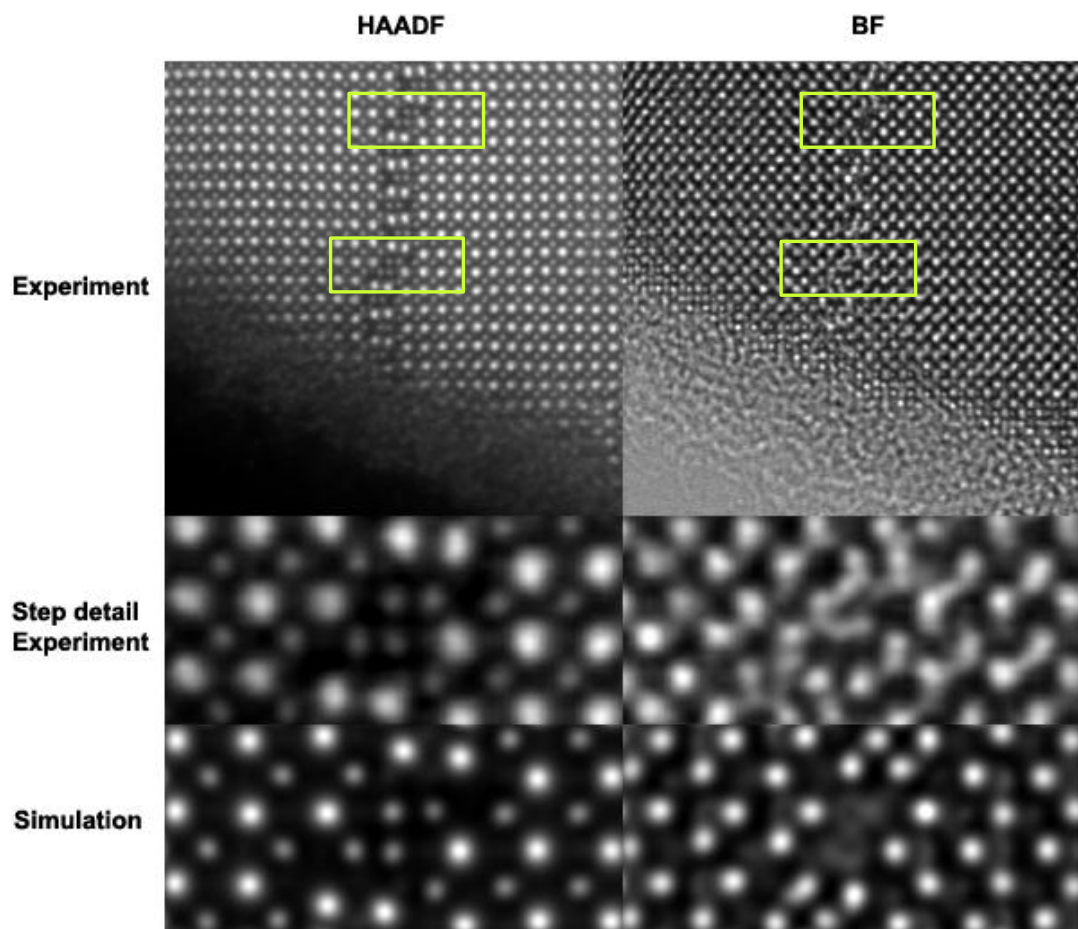 HAADF
BF
Experiment
Step detail
Experiment
Simulation